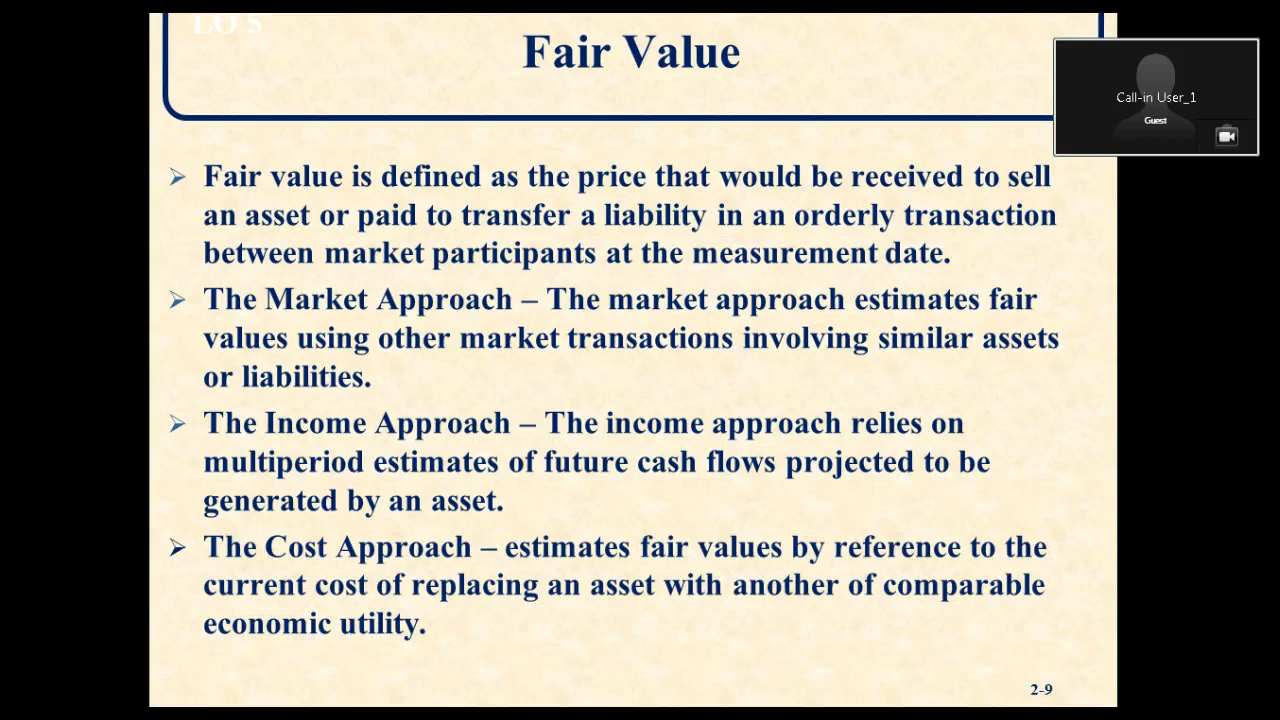 LO 5
Fair Value
Call-in User_1
Guest
Fair value is defined as the price that would be received to sell
an asset or paid to transfer a liability in an orderly transaction
between market participants at the measurement date.
The Market Approach – The market approach estimates fair
values using other market transactions involving similar assets
or liabilities.
The Income Approach – The income approach relies on
multiperiod estimates of future cash flows projected to be
generated by an asset.
The Cost Approach – estimates fair values by reference to the
current cost of replacing an asset with another of comparable
economic utility.
2-9